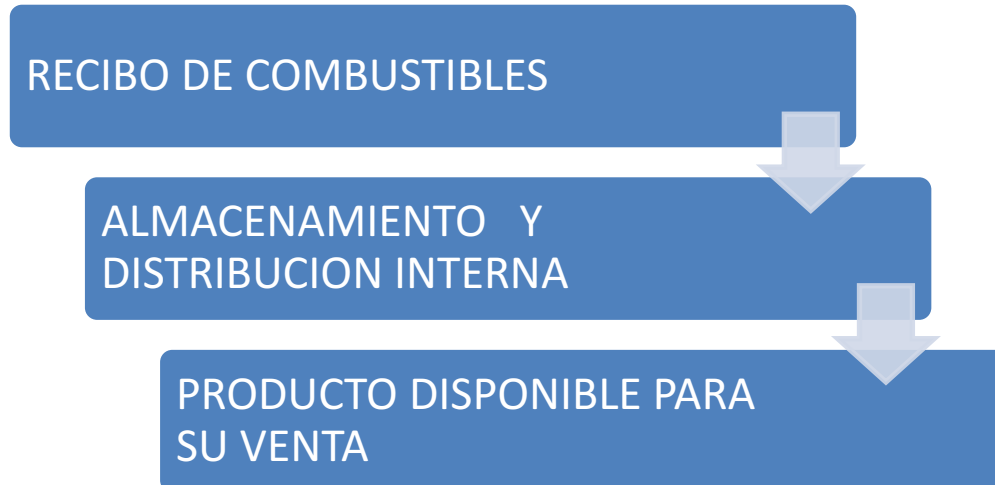 RECIBO DE COMBUSTIBLES
ALMACENAMIENTO Y
DISTRIBUCION INTERNA
PRODUCTO DISPONIBLE PARA
SU VENTA